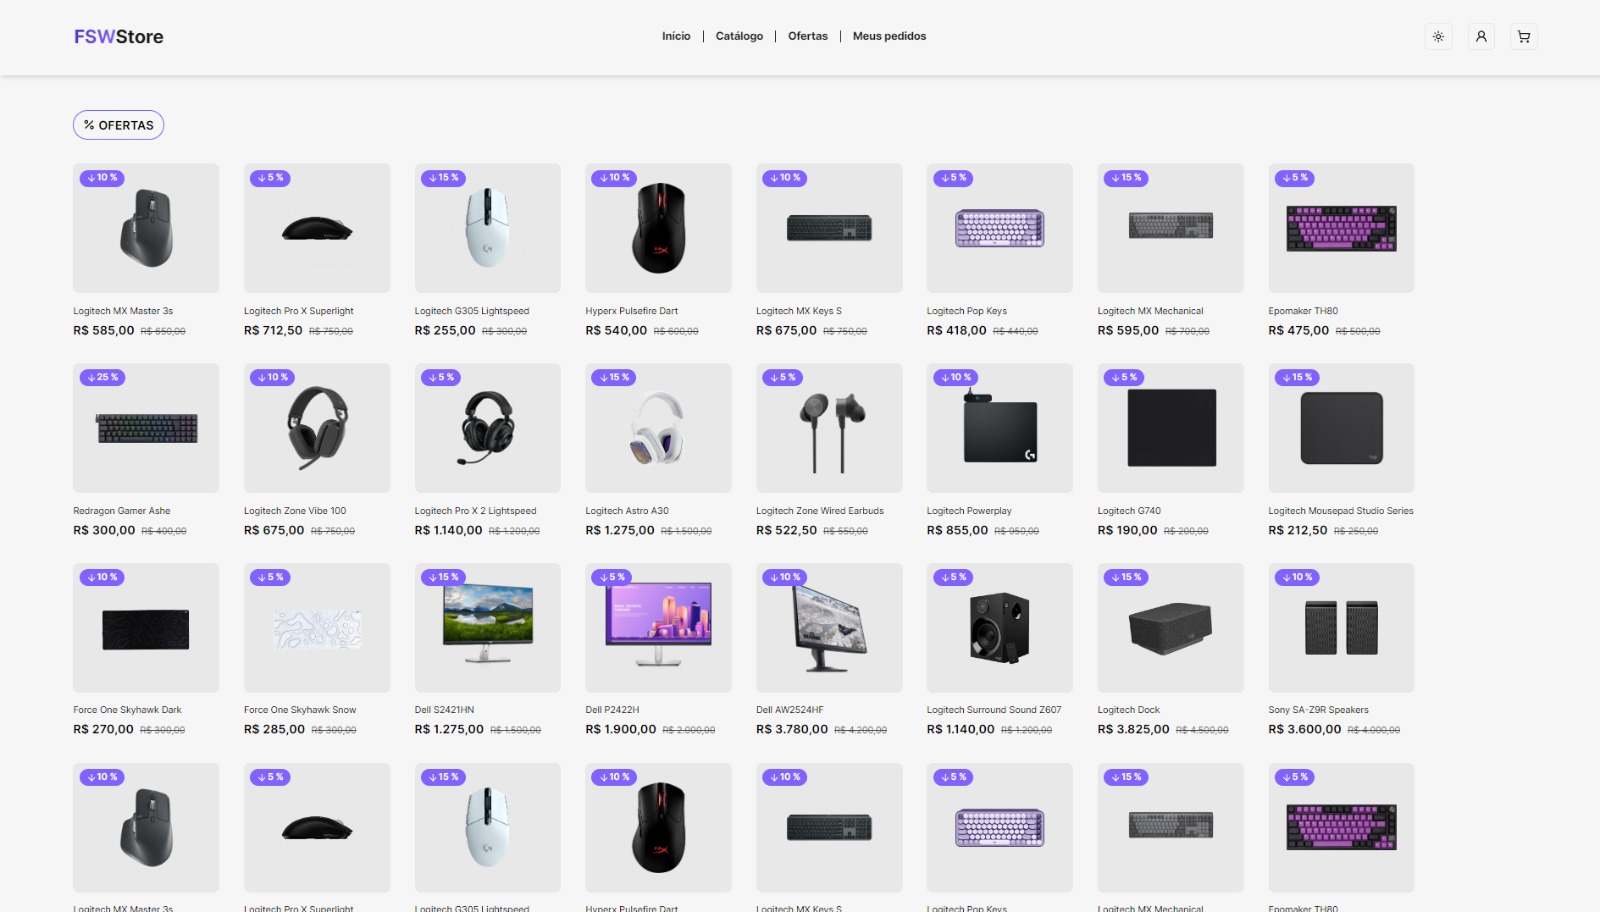 FSWStore
Início | Catálogo | Ofertas | Meus pedidos
% OFERTAS
↓10 % ↓5 % ↓15 % ↓10 % ↓10 % ↓5 % ↓15 % ↓5 %
Logitech MX Master 3s Logitech Pro X Superlight Logitech G305 Lightspeed Hyperx Pulsefire Dart Logitech MX Keys S Logitech Pop Keys Logitech MX Mechanical Epomaker TH80
R$ 585,00 R$ 650,00 R$ 712,50 R$ 750,00 R$ 255,00 R$ 300,00 R$ 540,00 R$ 600,00 R$ 675,00 R$ 750,00 R$ 418,00 R$ 440,00 R$ 595,00 R$ 700,00 R$ 475,00 R$ 500,00
↓25 % ↓10 % ↓5 % ↓15 % ↓5 % ↓10 % ↓5 % ↓15 %
Redragon Gamer Ashe Logitech Zone Vibe 100 Logitech Pro X 2 Lightspeed Logitech Astro A30 Logitech Zone Wired Earbuds Logitech Powerplay Logitech G740 Logitech Mousepad Studio Series
R$ 300,00 R$ 400,00 R$ 675,00 R$ 750,00 R$ 1.140,00 R$ 1.200,00 R$ 1.275,00 R$ 1.500,00 R$ 522,50 R$ 550,00 R$ 855,00 R$ 950,00 R$ 190,00 R$ 200,00 R$ 212,50 R$ 250,00
↓10 % ↓5 % ↓15 % ↓5 % ↓10 % ↓5 % ↓15 % ↓10 %
Force One Skyhawk Dark Force One Skyhawk Snow Dell S2421HN Dell P2422H Dell AW2524HF Logitech Surround Sound Z607 Logitech Dock Sony SA-Z9R Speakers
R$ 270,00 R$ 300,00 R$ 285,00 R$ 300,00 R$ 1.275,00 R$ 1.500,00 R$ 1.900,00 R$ 2.000,00 R$ 3.780,00 R$ 4.200,00 R$ 1.140,00 R$ 1.200,00 R$ 3.825,00 R$ 4.500,00 R$ 3.600,00 R$ 4.000,00
↓10 % ↓5 % ↓15 % ↓10 % ↓10 % ↓5 % ↓15 % ↓5 %
Logitech MX Master 3s Logitech Pro X Superlight Logitech G305 Lightspeed Hyperx Pulsefire Dart Logitech MX Keys S Logitech Pop Keys Logitech MX Mechanical Epomaker TH80